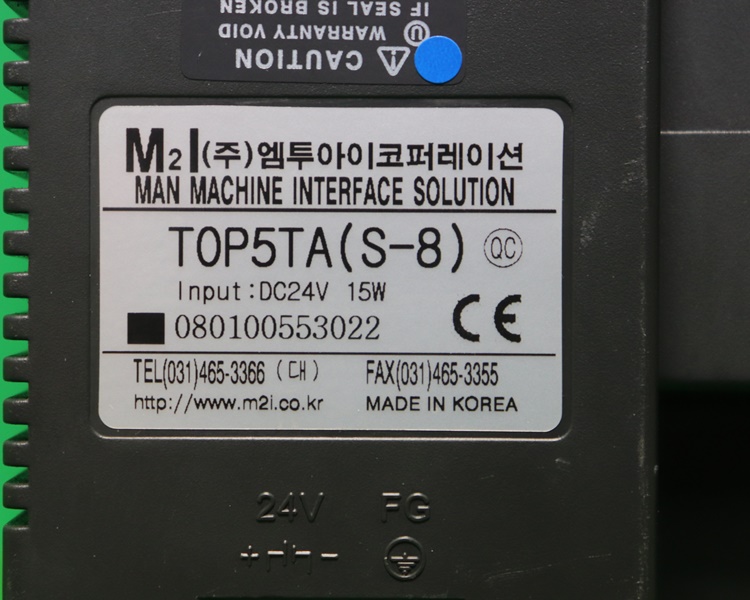 CAUTION
WARRANTY VOID
IF SEAL IS BROKEN
M2I(주)엠투아이코퍼레이션
MAN MACHINE INTERFACE SOLUTION
TOP5TA(S-8) QC
Input:DC24V 15W
080100553022
CE
TEL(031)465-3366 (대) FAX(031)465-3355
http://www.m2i.co.kr MADE IN KOREA
24V FG
+ -